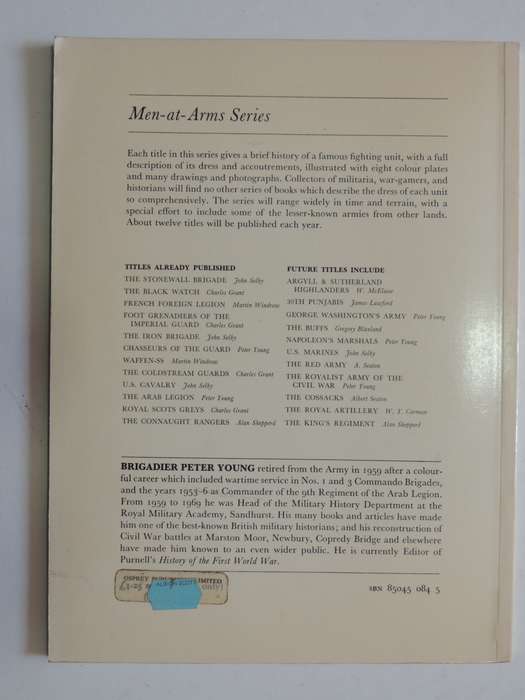 Men-at-Arms Series
Each title in this series gives a brief history of a famous fighting unit, with a full
description of its dress and accoutrements, illustrated with eight colour plates
and many drawings and photographs. Collectors of militaria, war-gamers, and
historians will find no other series of books which describe the dress of each unit
so comprehensively. The series will range widely in time and terrain, with a
special effort to include some of the lesser-known armies from other lands.
About twelve titles will be published each year.
TITLES ALREADY PUBLISHED
THE STONEWALL BRIGADE John Selby
THE BLACK WATCH Charles Grant
FRENCH FOREIGN LEGION Martin Windrow
FOOT GRENADIERS OF THE
IMPERIAL GUARD Charles Grant
THE IRON BRIGADE John Selby
CHASSEURS OF THE GUARD Peter Young
WAFFEN-SS Martin Windrow
THE COLDSTREAM GUARDS Charles Grant
U.S. CAVALRY John Selby
THE ARAB LEGION Peter Young
ROYAL SCOTS GREYS Charles Grant
THE CONNAUGHT RANGERS Alan Shepperd
FUTURE TITLES INCLUDE
ARGYLL & SUTHERLAND
HIGHLANDERS W. McElwee
30TH PUNJABIS James Lawford
GEORGE WASHINGTON'S ARMY Peter Young
THE BUFFS Gregory Blaxland
NAPOLEON'S MARSHALS Peter Young
U.S. MARINES John Selby
THE RED ARMY A. Seaton
THE ROYALIST ARMY OF THE
CIVIL WAR Peter Young
THE COSSACKS Albert Seaton
THE ROYAL ARTILLERY W. Y. Carman
THE KING'S REGIMENT Alan Shepperd
BRIGADIER PETER YOUNG retired from the Army in 1959 after a colour-
ful career which included wartime service in Nos. 1 and 3 Commando Brigades,
and the years 1953-6 as Commander of the 9th Regiment of the Arab Legion.
From 1959 to 1969 he was Head of the Military History Department at the
Royal Military Academy, Sandhurst. His many books and articles have made
him one of the best-known British military historians; and his reconstruction of
Civil War battles at Marston Moor, Newbury, Copredy Bridge and elsewhere
have made him known to an even wider public. He is currently Editor of
Purnell's History of the First World War.
OSPREY LIMITED
only)
SBN 85045 084 5